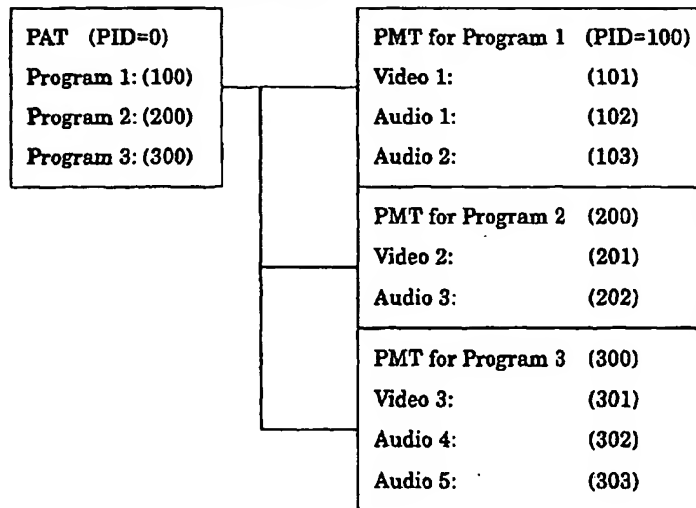 PAT (PID=0)
Program 1: (100)
Program 2: (200)
Program 3: (300)
PMT for Program 1 (PID=100)
Video 1: (101)
Audio 1: (102)
Audio 2: (103)
PMT for Program 2 (200)
Video 2: (201)
Audio 3: (202)
PMT for Program 3 (300)
Video 3: (301)
Audio 4: (302)
Audio 5: (303)